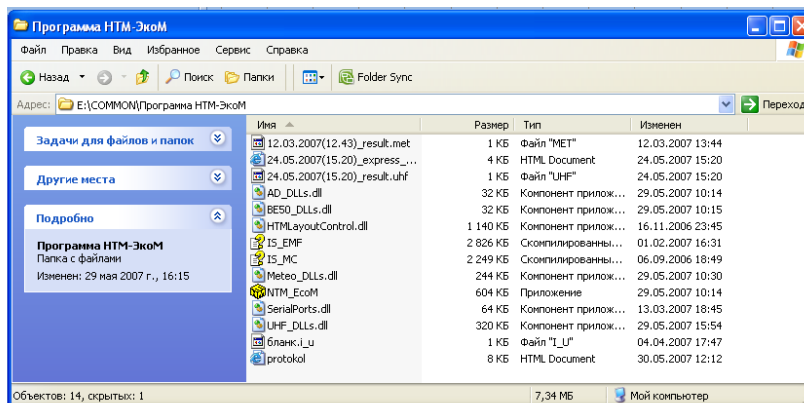 Программа НТМ-ЭкоМ
Файл Правка Вид Избранное Сервис Справка
Назад Поиск Папки Folder Sync
Адрес: E:\COMMON\Программа НТМ-ЭкоМ Переход
Имя Размер Тип Изменен
Задачи для файлов и папок
Другие места
Подробно
Программа НТМ-ЭкоМ
Папка с файлами
Изменен: 29 мая 2007 г., 16:15
12.03.2007(12.43)_result.met 1 КБ Файл "MET" 12.03.2007 13:44
24.05.2007(15.20)_express_... 4 КБ HTML Document 24.05.2007 15:20
24.05.2007(15.20)_result.uhf 1 КБ Файл "UHF" 24.05.2007 15:20
AD_DLLs.dll 32 КБ Компонент прилож... 29.05.2007 10:14
BE50_DLLs.dll 32 КБ Компонент прилож... 29.05.2007 10:15
HTMLayoutControl.dll 1 140 КБ Компонент прилож... 16.11.2006 23:45
IS_EMF 2 826 КБ Скомпилированны... 01.02.2007 16:31
IS_MC 2 249 КБ Скомпилированны... 06.09.2006 18:49
Meteo_DLLs.dll 244 КБ Компонент прилож... 29.05.2007 10:30
NTM_EcoM 604 КБ Приложение 29.05.2007 10:14
SerialPorts.dll 64 КБ Компонент прилож... 13.03.2007 18:45
UHF_DLLs.dll 320 КБ Компонент прилож... 29.05.2007 15:54
бланк.i_u 1 КБ Файл "I_U" 04.04.2007 17:47
protokol 8 КБ HTML Document 30.05.2007 12:12
Объектов: 14, скрытых: 1 7,34 МБ Мой компьютер